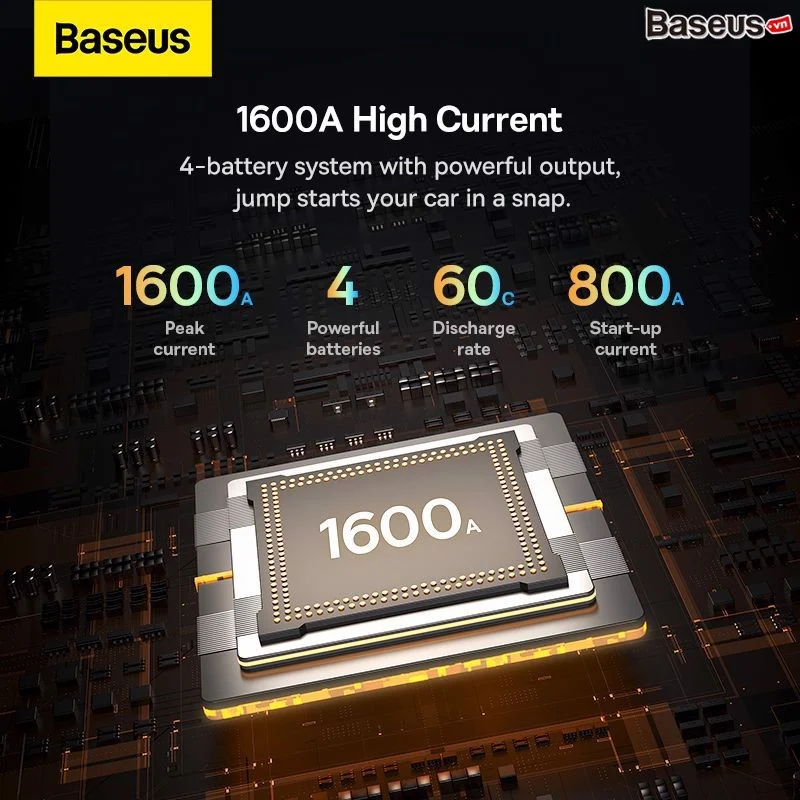 Baseus
Baseus.vn
1600A High Current
4-battery system with powerful output,
jump starts your car in a snap.
1600A
Peak
current
4
Powerful
batteries
60C
Discharge
rate
800A
Start-up
current
1600A